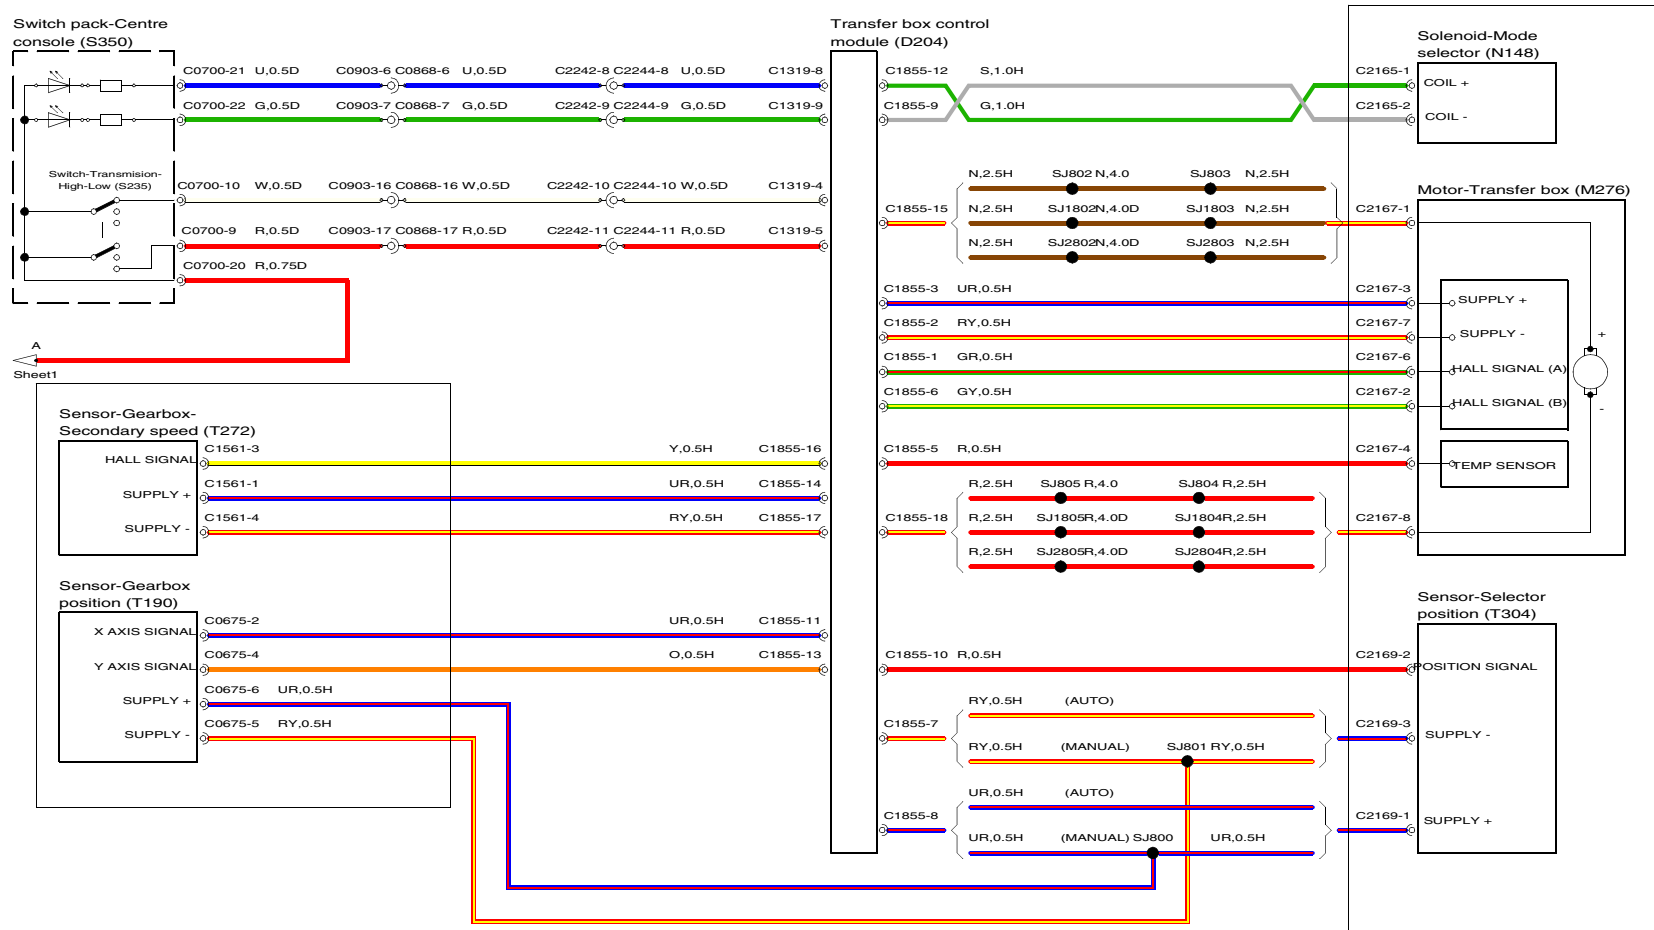 Switch pack-Centre
console (S350)
Transfer box control
module (D204)
Solenoid-Mode
selector (N148)
C0700-21 U,0.5D C0903-6 C0868-6 U,0.5D C2242-8 C2244-8 U,0.5D C1319-8
C1855-12 S,1.0H C2165-1
COIL +
C0700-22 G,0.5D C0903-7 C0868-7 G,0.5D C2242-9 C2244-9 G,0.5D C1319-9
C1855-9 G,1.0H C2165-2
COIL -
Switch-Transmision-
High-Low (S235)
C0700-10 W,0.5D C0903-16 C0868-16 W,0.5D C2242-10 C2244-10 W,0.5D C1319-4
C0700-9 R,0.5D C0903-17 C0868-17 R,0.5D C2242-11 C2244-11 R,0.5D C1319-5
C0700-20 R,0.75D
A
Sheet1
N,2.5H SJ802 N,4.0 SJ803 N,2.5H
Motor-Transfer box (M276)
C1855-15 N,2.5H SJ1802 N,4.0D SJ1803 N,2.5H C2167-1
N,2.5H SJ2802 N,4.0D SJ2803 N,2.5H
C1855-3 UR,0.5H C2167-3
SUPPLY +
C1855-2 RY,0.5H C2167-7
SUPPLY -
+
C1855-1 GR,0.5H C2167-6
HALL SIGNAL (A)
C1855-6 GY,0.5H C2167-2
HALL SIGNAL (B)
-
Sensor-Gearbox-
Secondary speed (T272)
C1561-3 Y,0.5H C1855-16
HALL SIGNAL
C1855-5 R,0.5H C2167-4
TEMP SENSOR
C1561-1 UR,0.5H C1855-14
SUPPLY +
R,2.5H SJ805 R,4.0 SJ804 R,2.5H
C1561-4 RY,0.5H C1855-17
SUPPLY -
C1855-18 R,2.5H SJ1805 R,4.0D SJ1804 R,2.5H C2167-8
R,2.5H SJ2805 R,4.0D SJ2804 R,2.5H
Sensor-Gearbox
position (T190)
Sensor-Selector
position (T304)
C0675-2 UR,0.5H C1855-11
X AXIS SIGNAL
C0675-4 O,0.5H C1855-13
Y AXIS SIGNAL
C1855-10 R,0.5H C2169-2
POSITION SIGNAL
C0675-6 UR,0.5H
SUPPLY +
C0675-5 RY,0.5H
SUPPLY -
RY,0.5H (AUTO)
C1855-7 C2169-3
SUPPLY -
RY,0.5H (MANUAL) SJ801 RY,0.5H
UR,0.5H (AUTO)
C1855-8 C2169-1
SUPPLY +
UR,0.5H (MANUAL) SJ800 UR,0.5H